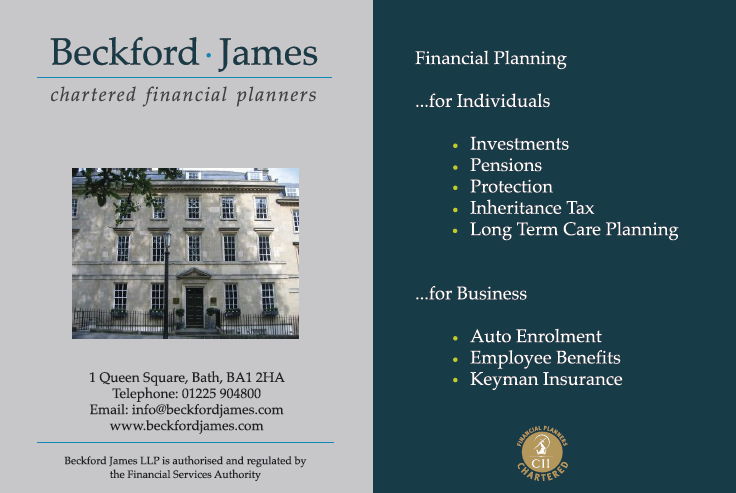 Beckford · James
chartered financial planners
1 Queen Square, Bath, BA1 2HA
Telephone: 01225 904800
Email: info@beckfordjames.com
www.beckfordjames.com
Beckford James LLP is authorised and regulated by
the Financial Services Authority
Financial Planning
...for Individuals
• Investments
• Pensions
• Protection
• Inheritance Tax
• Long Term Care Planning
...for Business
• Auto Enrolment
• Employee Benefits
• Keyman Insurance
FINANCIAL PLANNERS
CII
CHARTERED